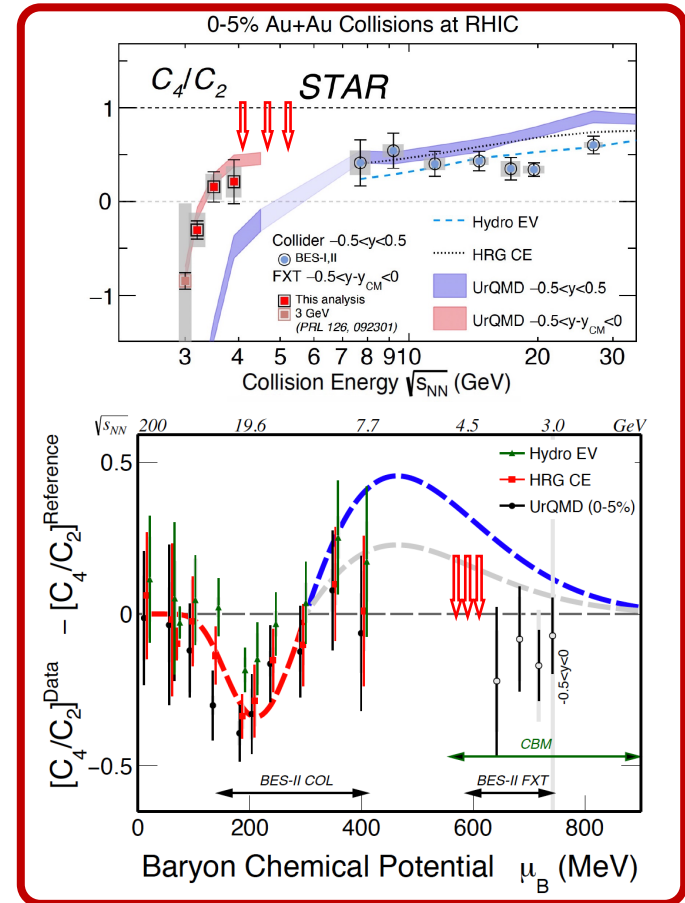 0-5% Au+Au Collisions at RHIC
C4/C2 STAR
1
0
−1
Hydro EV
HRG CE
UrQMD −0.5<y<0.5
UrQMD −0.5<y-yCM<0
Collider −0.5<y<0.5
BES-I,II
FXT −0.5<y-yCM<0
This analysis
3 GeV
(PRL 126, 092301)
3 4 5 6 7 8 9 10 20 30
Collision Energy √sNN (GeV)
√sNN 200 19.6 7.7 4.5 3.0 GeV
Hydro EV
HRG CE
UrQMD (0-5%)
0.5
0
−0.5
[C4/C2]Data − [C4/C2]Reference
-0.5<y<0
CBM
BES-II COL BES-II FXT
0 200 400 600 800
Baryon Chemical Potential μB (MeV)